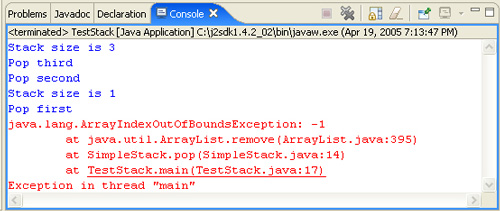 Problems Javadoc Declaration Console
<terminated> TestStack [Java Application] C:\j2sdk1.4.2_02\bin\javaw.exe (Apr 19, 2005 7:13:47 PM)
Stack size is 3
Pop third
Pop second
Stack size is 1
Pop first
java.lang.ArrayIndexOutOfBoundsException: -1
at java.util.ArrayList.remove(ArrayList.java:395)
at SimpleStack.pop(SimpleStack.java:14)
at TestStack.main(TestStack.java:17)
Exception in thread "main"